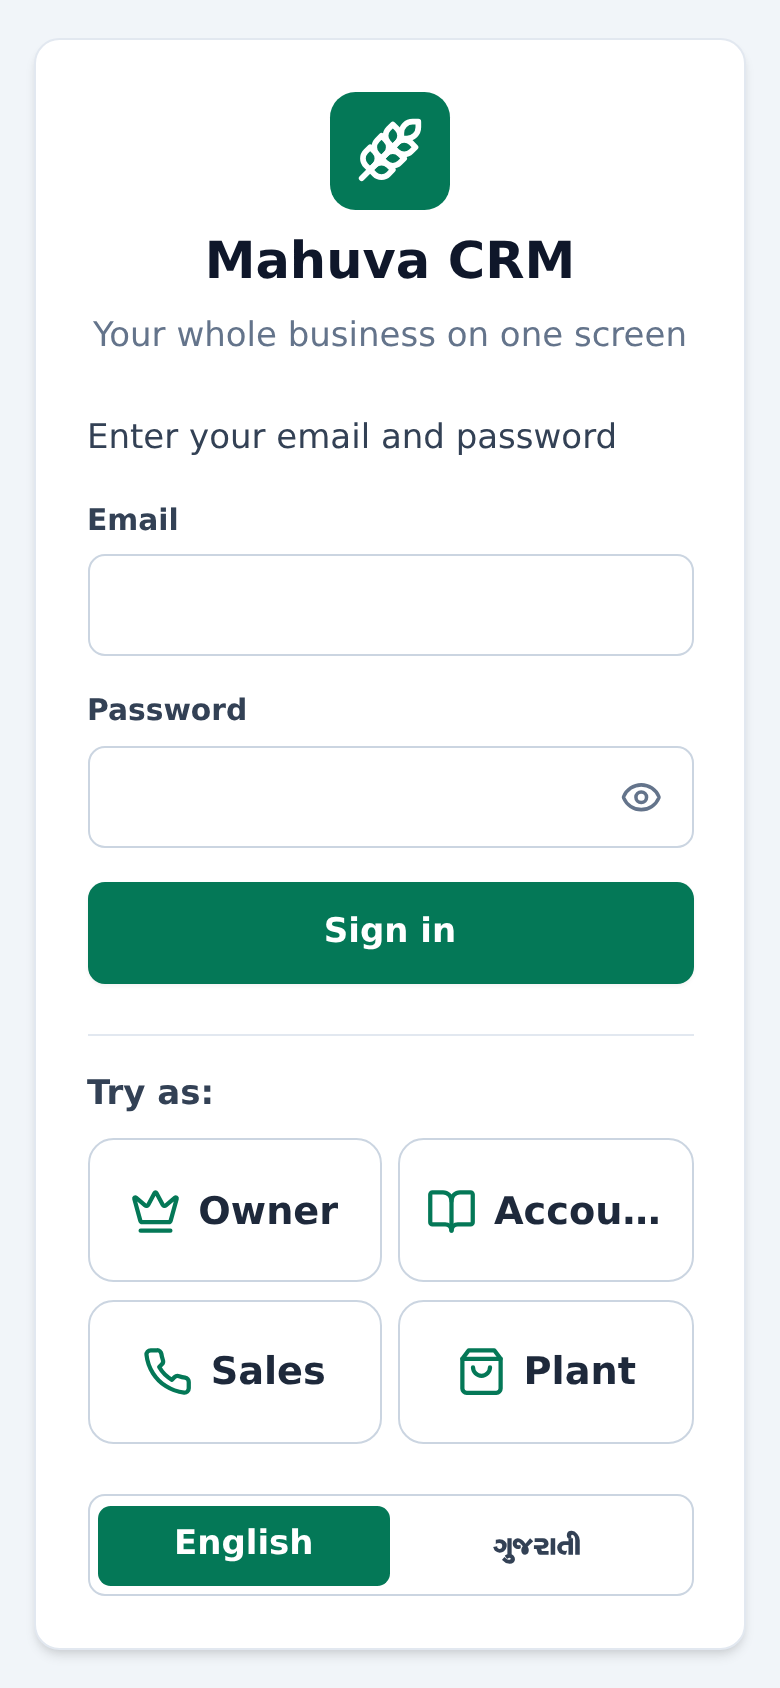 Mahuva CRM
Your whole business on one screen
Enter your email and password
Email
Password
Sign in
Try as:
Owner
Accou...
Sales
Plant
English
ગુજરાતી